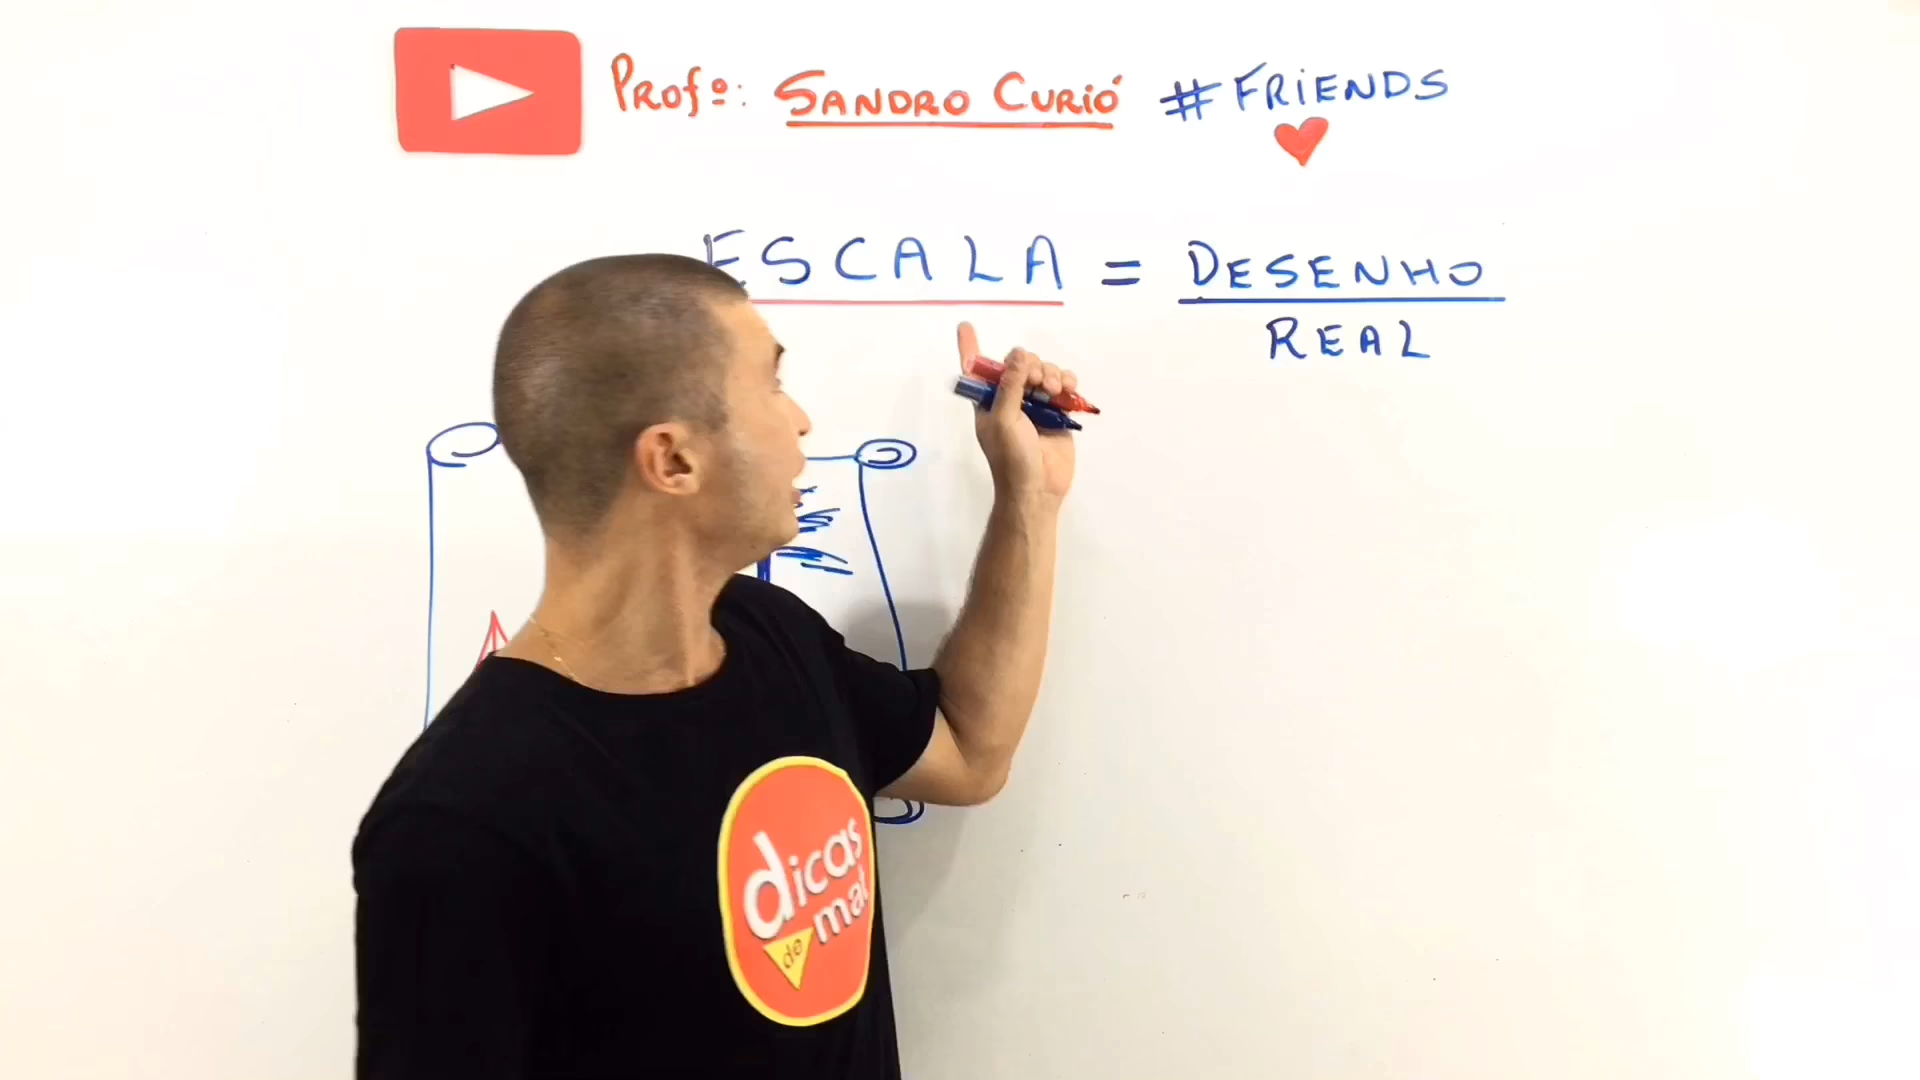 Profº: SANDRO CURIÓ #FRIENDS
ESCALA = DESENHO
REAL
dicas
de
mat